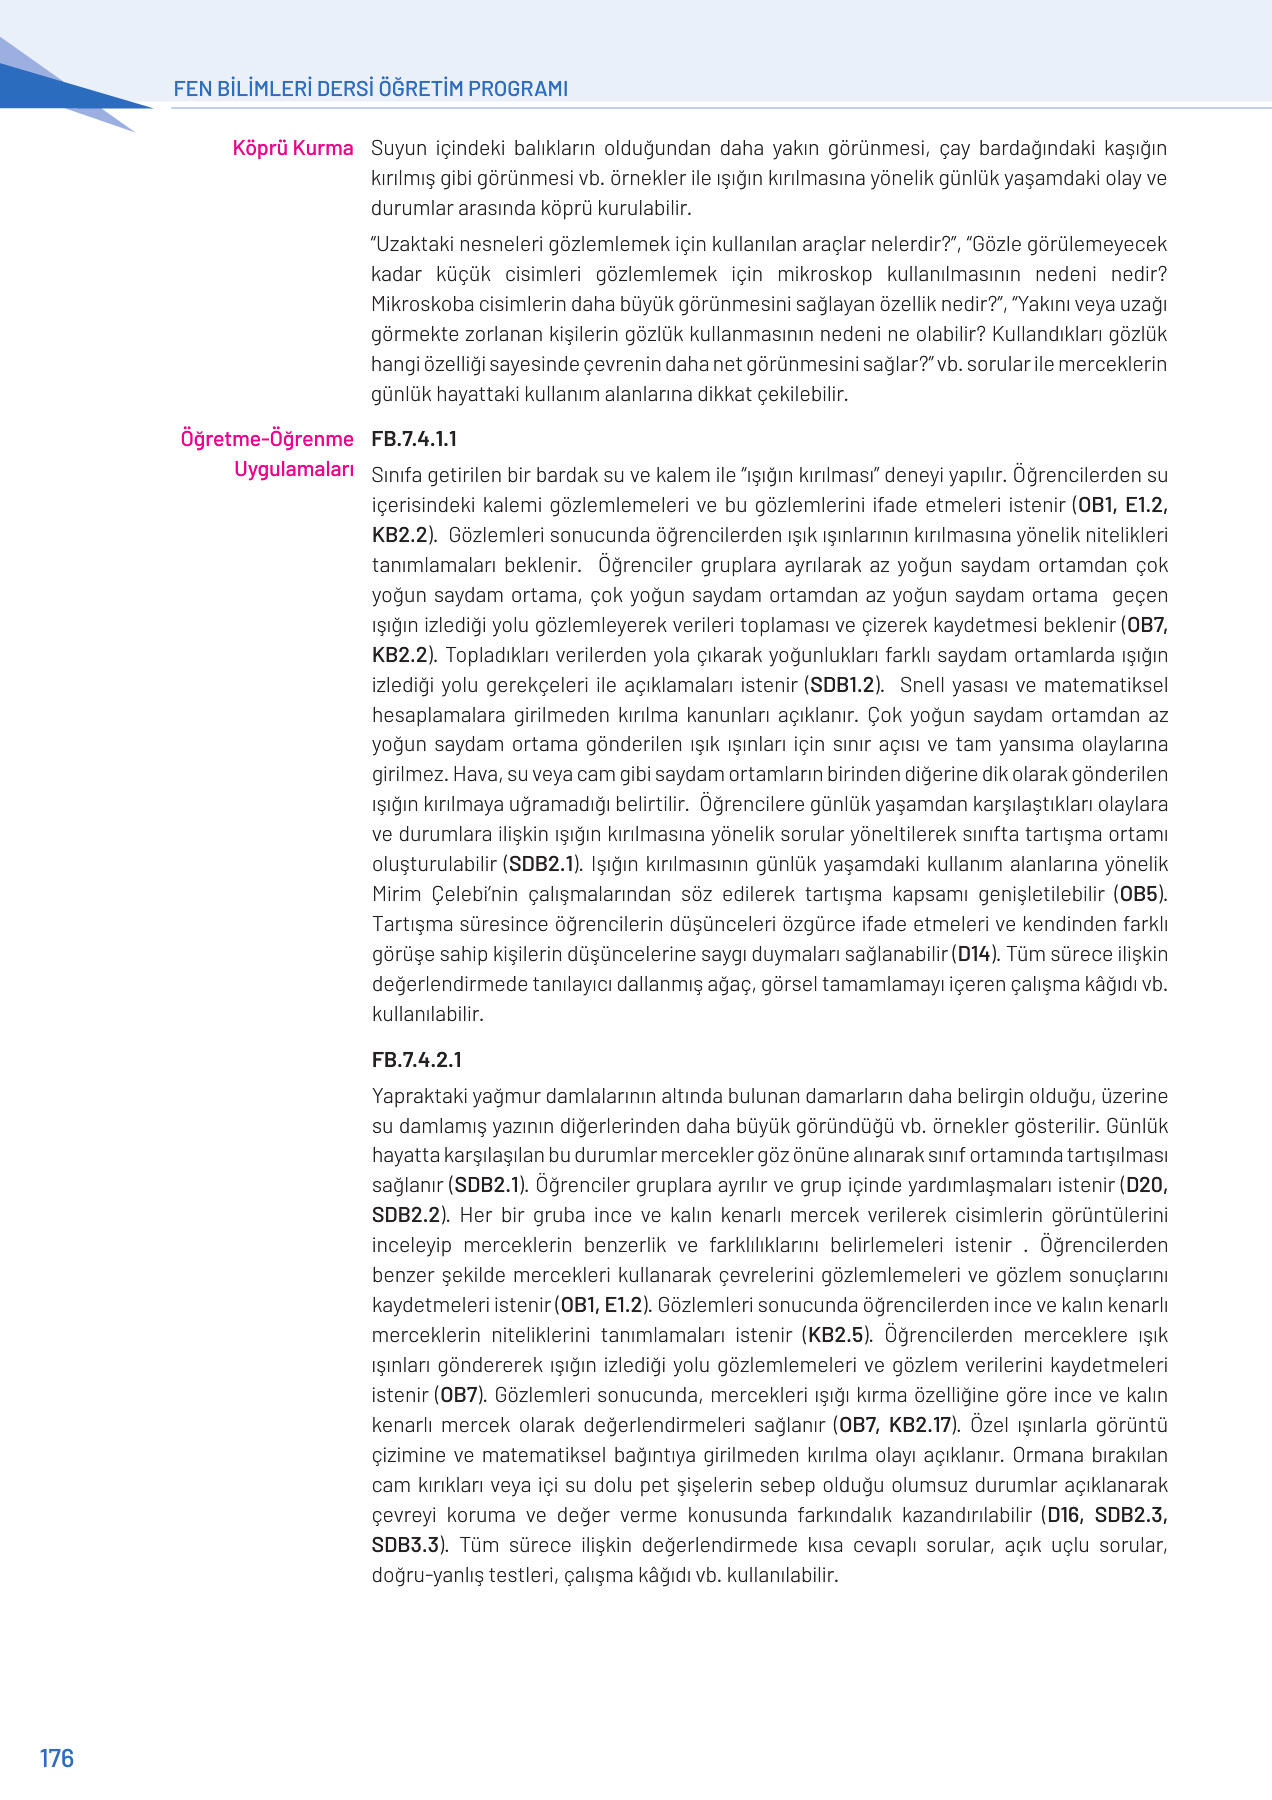 FEN BİLİMLERİ DERSİ ÖĞRETİM PROGRAMI
Köprü Kurma
Suyun içindeki balıkların olduğundan daha yakın görünmesi, çay bardağındaki kaşığın
kırılmış gibi görünmesi vb. örnekler ile ışığın kırılmasına yönelik günlük yaşamdaki olay ve
durumlar arasında köprü kurulabilir.
“Uzaktaki nesneleri gözlemlemek için kullanılan araçlar nelerdir?”, “Gözle görülemeyecek
kadar küçük cisimleri gözlemlemek için mikroskop kullanılmasının nedeni nedir?
Mikroskoba cisimlerin daha büyük görünmesini sağlayan özellik nedir?”, “Yakını veya uzağı
görmekte zorlanan kişilerin gözlük kullanmasının nedeni ne olabilir? Kullandıkları gözlük
hangi özelliği sayesinde çevrenin daha net görünmesini sağlar?” vb. sorular ile merceklerin
günlük hayattaki kullanım alanlarına dikkat çekilebilir.
Öğretme-Öğrenme
Uygulamaları
FB.7.4.1.1
Sınıfa getirilen bir bardak su ve kalem ile “ışığın kırılması” deneyi yapılır. Öğrencilerden su
içerisindeki kalemi gözlemlemeleri ve bu gözlemlerini ifade etmeleri istenir (OB1, E1.2,
KB2.2).  Gözlemleri sonucunda öğrencilerden ışık ışınlarının kırılmasına yönelik nitelikleri
tanımlamaları beklenir.  Öğrenciler gruplara ayrılarak az yoğun saydam ortamdan çok
yoğun saydam ortama, çok yoğun saydam ortamdan az yoğun saydam ortama  geçen
ışığın izlediği yolu gözlemleyerek verileri toplaması ve çizerek kaydetmesi beklenir (OB7,
KB2.2). Topladıkları verilerden yola çıkarak yoğunlukları farklı saydam ortamlarda ışığın
izlediği yolu gerekçeleri ile açıklamaları istenir (SDB1.2).  Snell yasası ve matematiksel
hesaplamalara girilmeden kırılma kanunları açıklanır. Çok yoğun saydam ortamdan az
yoğun saydam ortama gönderilen ışık ışınları için sınır açısı ve tam yansıma olaylarına
girilmez. Hava, su veya cam gibi saydam ortamların birinden diğerine dik olarak gönderilen
ışığın kırılmaya uğramadığı belirtilir.  Öğrencilere günlük yaşamdan karşılaştıkları olaylara
ve durumlara ilişkin ışığın kırılmasına yönelik sorular yöneltilerek sınıfta tartışma ortamı
oluşturulabilir (SDB2.1). Işığın kırılmasının günlük yaşamdaki kullanım alanlarına yönelik
Mirim Çelebi’nin çalışmalarından söz edilerek tartışma kapsamı genişletilebilir (OB5).
Tartışma süresince öğrencilerin düşünceleri özgürce ifade etmeleri ve kendinden farklı
görüşe sahip kişilerin düşüncelerine saygı duymaları sağlanabilir (D14). Tüm sürece ilişkin
değerlendirmede tanılayıcı dallanmış ağaç, görsel tamamlamayı içeren çalışma kâğıdı vb.
kullanılabilir.
FB.7.4.2.1
Yapraktaki yağmur damlalarının altında bulunan damarların daha belirgin olduğu, üzerine
su damlamış yazının diğerlerinden daha büyük göründüğü vb. örnekler gösterilir. Günlük
hayatta karşılaşılan bu durumlar mercekler göz önüne alınarak sınıf ortamında tartışılması
sağlanır (SDB2.1). Öğrenciler gruplara ayrılır ve grup içinde yardımlaşmaları istenir (D20,
SDB2.2). Her bir gruba ince ve kalın kenarlı mercek verilerek cisimlerin görüntülerini
inceleyip merceklerin benzerlik ve farklılıklarını belirlemeleri istenir . Öğrencilerden
benzer şekilde mercekleri kullanarak çevrelerini gözlemlemeleri ve gözlem sonuçlarını
kaydetmeleri istenir (OB1, E1.2). Gözlemleri sonucunda öğrencilerden ince ve kalın kenarlı
merceklerin niteliklerini tanımlamaları istenir (KB2.5). Öğrencilerden merceklere ışık
ışınları göndererek ışığın izlediği yolu gözlemlemeleri ve gözlem verilerini kaydetmeleri
istenir (OB7). Gözlemleri sonucunda, mercekleri ışığı kırma özelliğine göre ince ve kalın
kenarlı mercek olarak değerlendirmeleri sağlanır (OB7, KB2.17). Özel ışınlarla görüntü
çizimine ve matematiksel bağıntıya girilmeden kırılma olayı açıklanır. Ormana bırakılan
cam kırıkları veya içi su dolu pet şişelerin sebep olduğu olumsuz durumlar açıklanarak
çevreyi koruma ve değer verme konusunda farkındalık kazandırılabilir (D16, SDB2.3,
SDB3.3). Tüm sürece ilişkin değerlendirmede kısa cevaplı sorular, açık uçlu sorular,
doğru-yanlış testleri, çalışma kâğıdı vb. kullanılabilir.
176